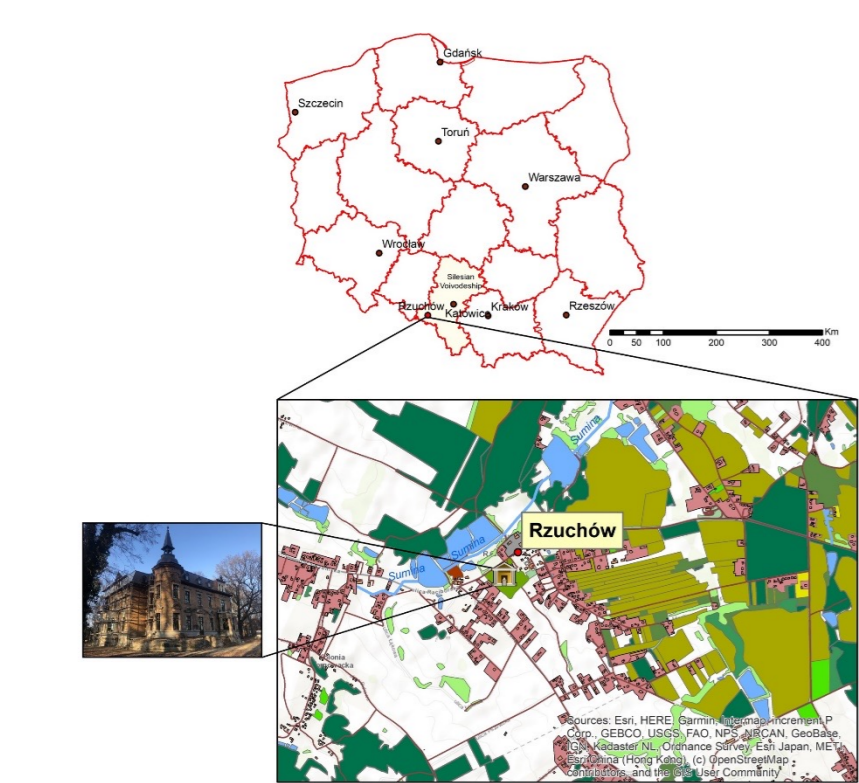 Gdańsk
Szczecin
Toruń
Warszawa
Wrocław
Silesian
Voivodeship
Rzuchów
Katowice
Kraków
Rzeszów
Km
0 50 100 200 300 400
Sumina
Rzuchów
Sumina
Sumina
Sources: Esri, HERE, Garmin, Intermap, increment P
Corp., GEBCO, USGS, FAO, NPS, NRCAN, GeoBase,
IGN, Kadaster NL, Ordnance Survey, Esri Japan, METI,
Esri China (Hong Kong), (c) OpenStreetMap
contributors, and the GIS User Community